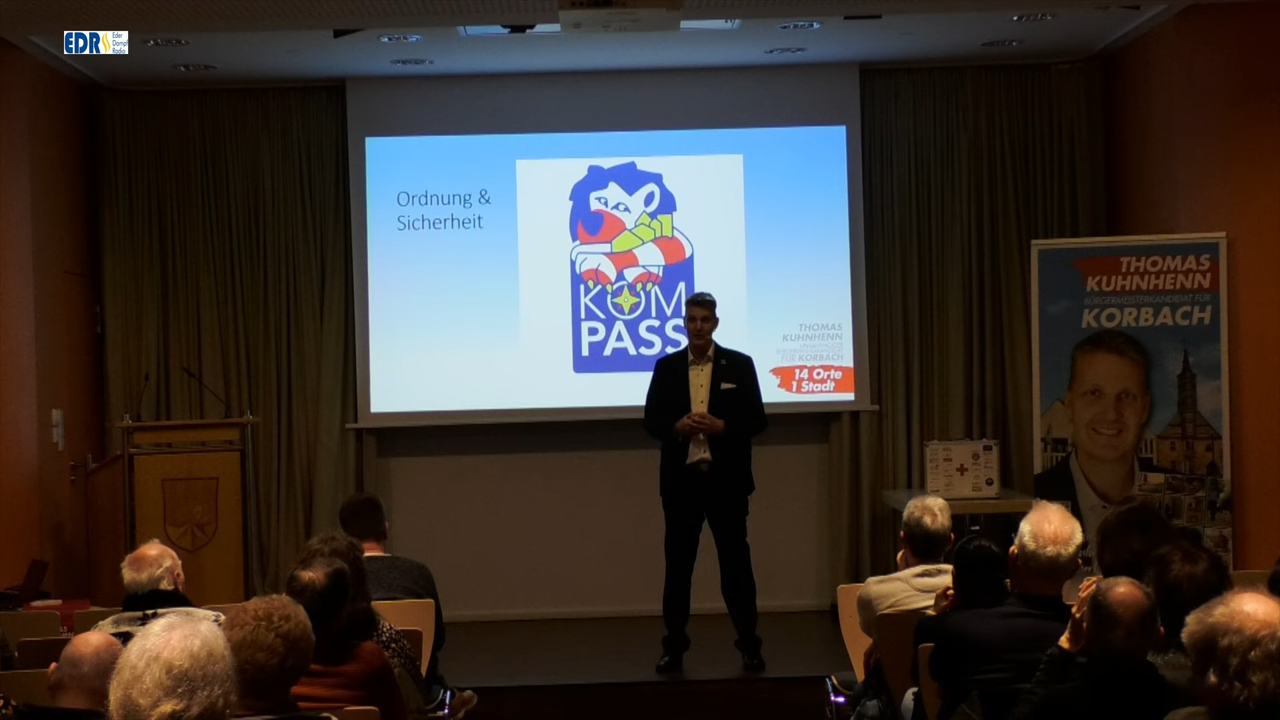 EDR
Eder
Dampf
Radio
Ordnung &
Sicherheit
KOM
PASS
THOMAS
KUHNHENN
FÜR KORBACH
14 Orte
1 Stadt
THOMAS
KUHNHENN
BÜRGERMEISTERKANDIDAT FÜR
KORBACH